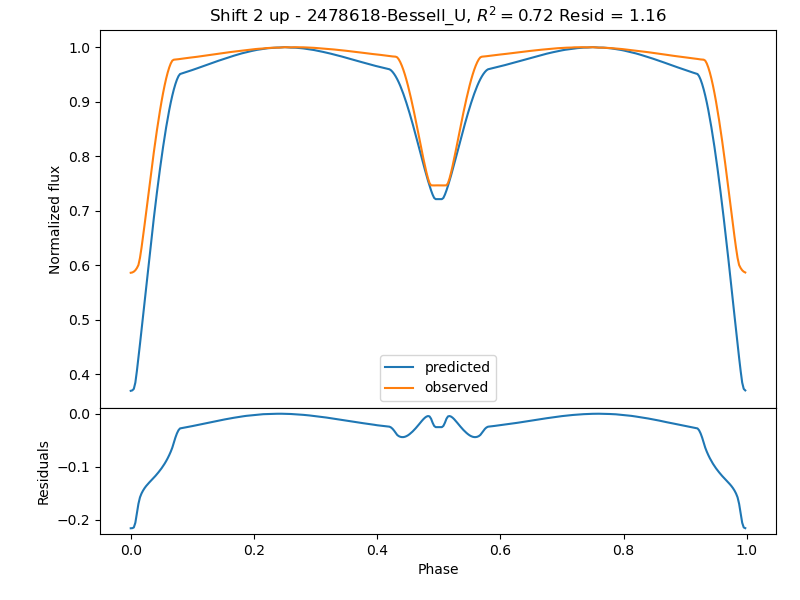 Shift 2 up - 2478618-Bessell_U, R² = 0.72 Resid = 1.16
Normalized flux
1.0
0.9
0.8
0.7
0.6
0.5
0.4
predicted
observed
Residuals
0.0
−0.1
−0.2
0.0 0.2 0.4 0.6 0.8 1.0
Phase